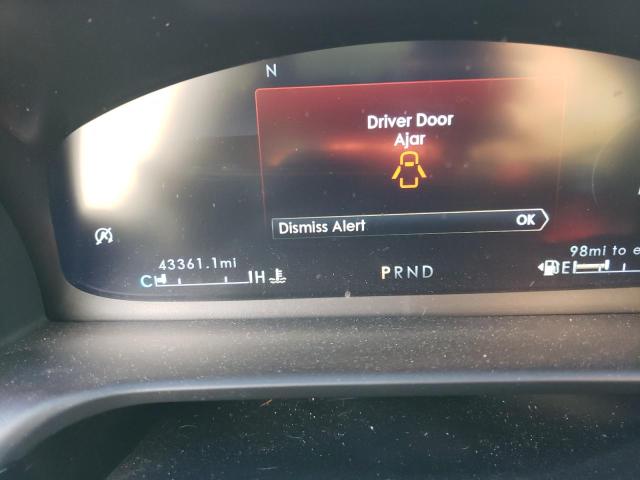 N
Driver Door
Ajar
Dismiss Alert OK
43361.1mi
98mi to e
C H
PRND
E